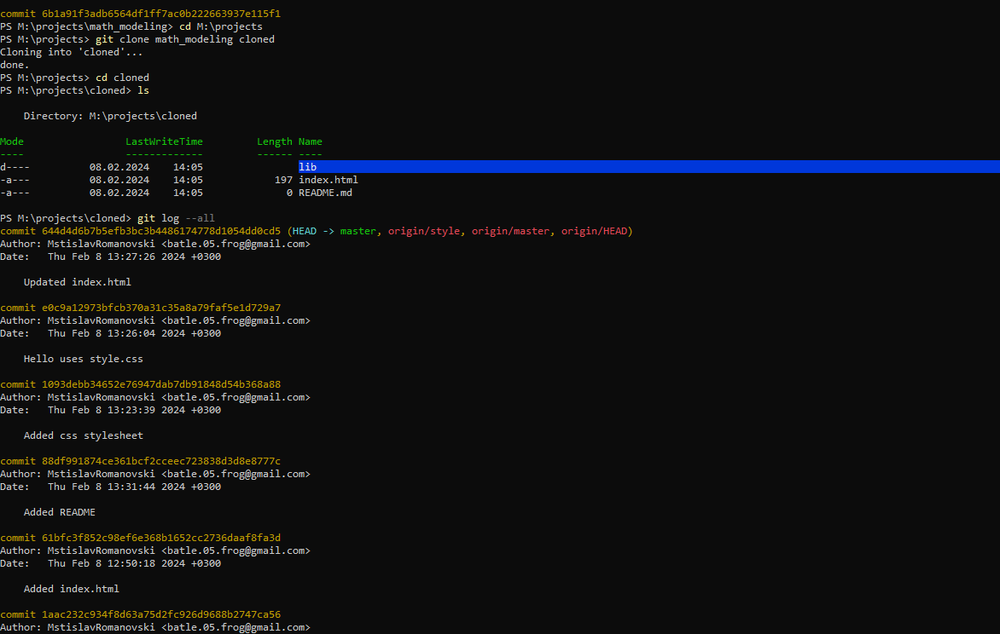 commit 6b1a91f3adb6564df1ff7ac0b222663937e115f1
PS M:\projects\math_modeling> cd M:\projects
PS M:\projects> git clone math_modeling cloned
Cloning into 'cloned'...
done.
PS M:\projects> cd cloned
PS M:\projects\cloned> ls
Directory: M:\projects\cloned
Mode LastWriteTime Length Name
---- ------------- ------ ----
d---- 08.02.2024 14:05 lib
-a--- 08.02.2024 14:05 197 index.html
-a--- 08.02.2024 14:05 0 README.md
PS M:\projects\cloned> git log --all
commit 644d4d6b7b5efb3bc3b4486174778d1054dd0cd5 (HEAD -> master, origin/style, origin/master, origin/HEAD)
Author: MstislavRomanovski <batle.05.frog@gmail.com>
Date: Thu Feb 8 13:27:26 2024 +0300
Updated index.html
commit e0c9a12973bfcb370a31c35a8a79faf5e1d729a7
Author: MstislavRomanovski <batle.05.frog@gmail.com>
Date: Thu Feb 8 13:26:04 2024 +0300
Hello uses style.css
commit 1093debb34652e76947dab7db91848d54b368a88
Author: MstislavRomanovski <batle.05.frog@gmail.com>
Date: Thu Feb 8 13:23:39 2024 +0300
Added css stylesheet
commit 88df991874ce361bcf2cceec723838d3d8e8777c
Author: MstislavRomanovski <batle.05.frog@gmail.com>
Date: Thu Feb 8 13:31:44 2024 +0300
Added README
commit 61bfc3f852c98ef6e368b1652cc2736daaf8fa3d
Author: MstislavRomanovski <batle.05.frog@gmail.com>
Date: Thu Feb 8 12:50:18 2024 +0300
Added index.html
commit 1aac232c934f8d63a75d2fc926d9688b2747ca56
Author: MstislavRomanovski <batle.05.frog@gmail.com>